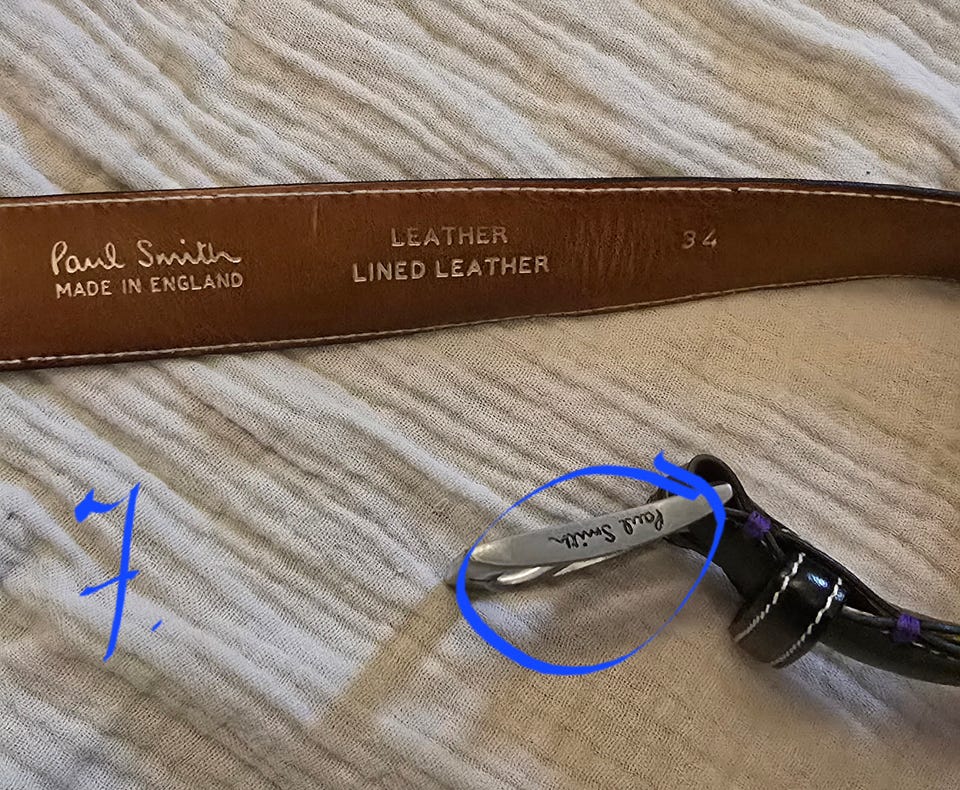 Paul Smith
MADE IN ENGLAND
LEATHER
LINED LEATHER
34
7.
Paul Smith